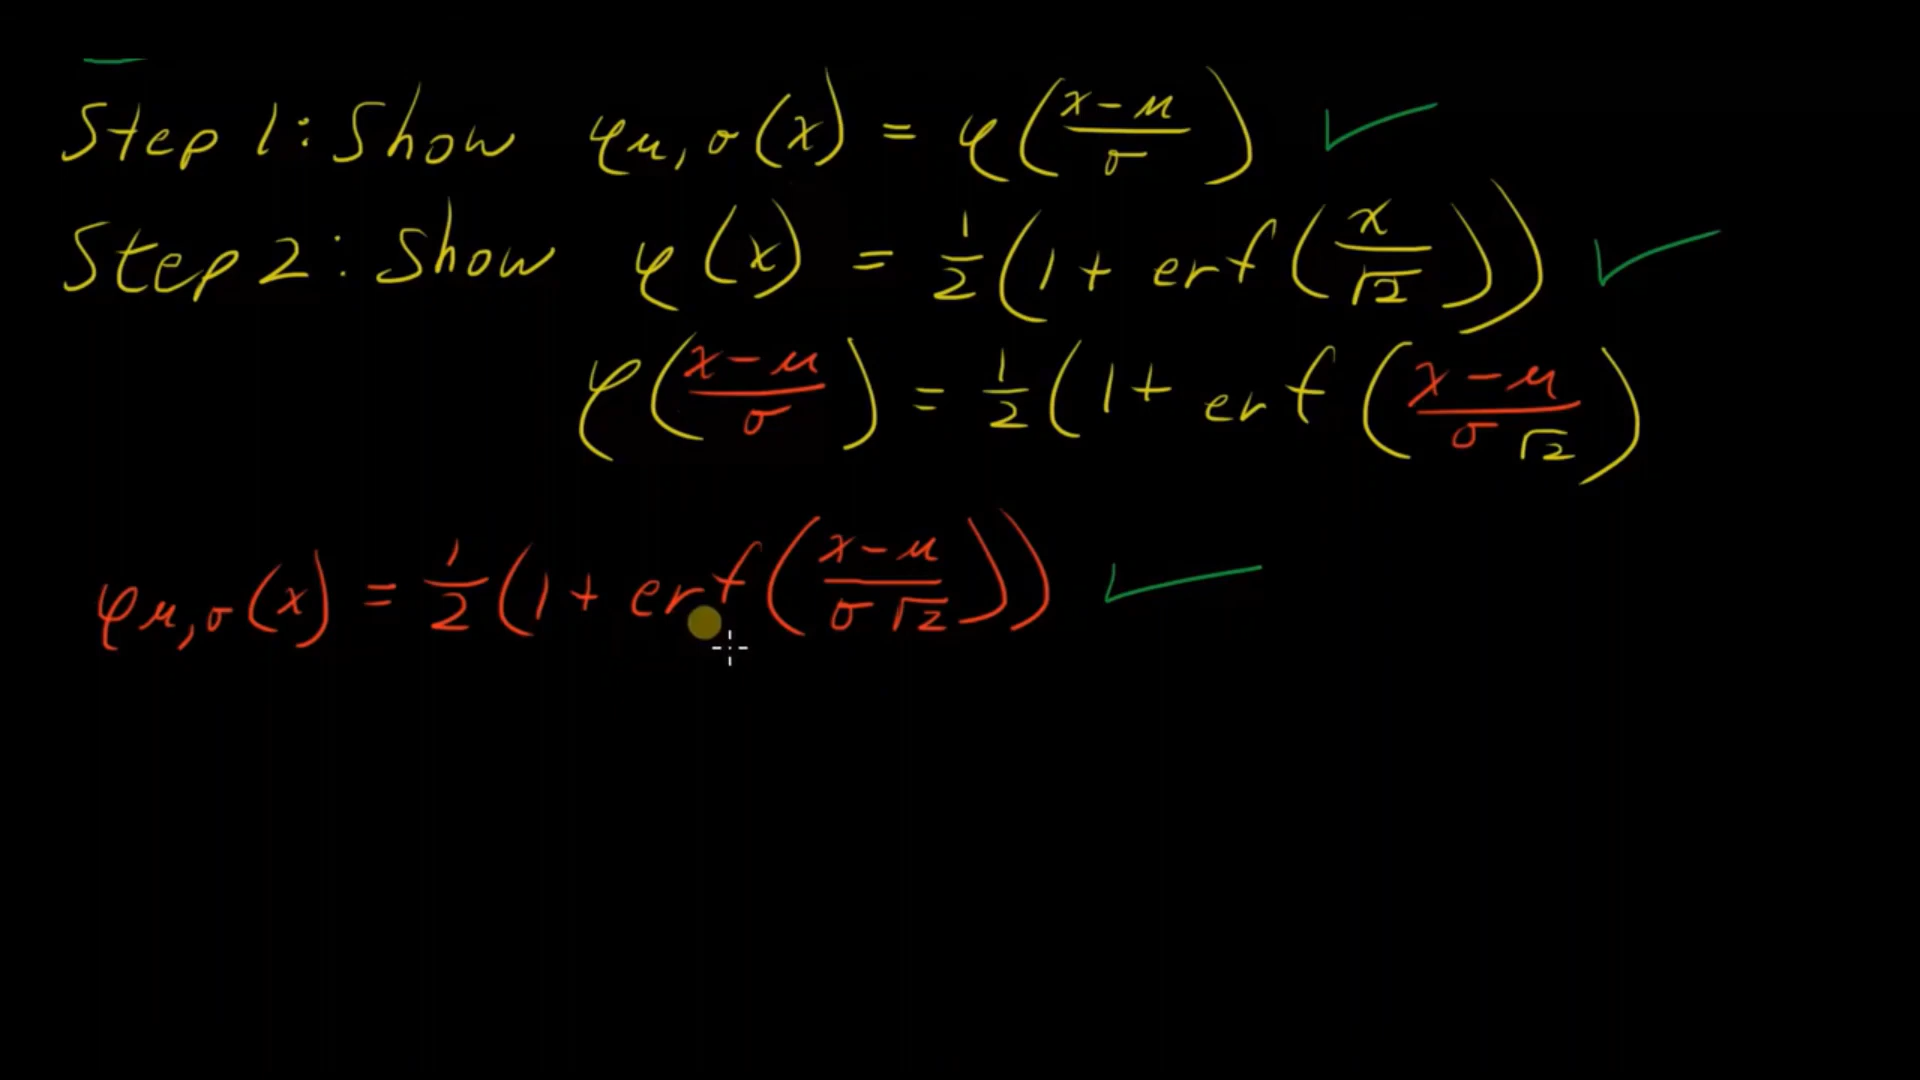 Step 1: Show φμ,σ(x) = φ((x-μ)/σ) ✓
Step 2: Show φ(x) = 1/2(1 + erf(x/√2)) ✓
φ((x-μ)/σ) = 1/2(1 + erf((x-μ)/(σ√2))
φμ,σ(x) = 1/2(1 + erf((x-μ)/(σ√2))) ✓